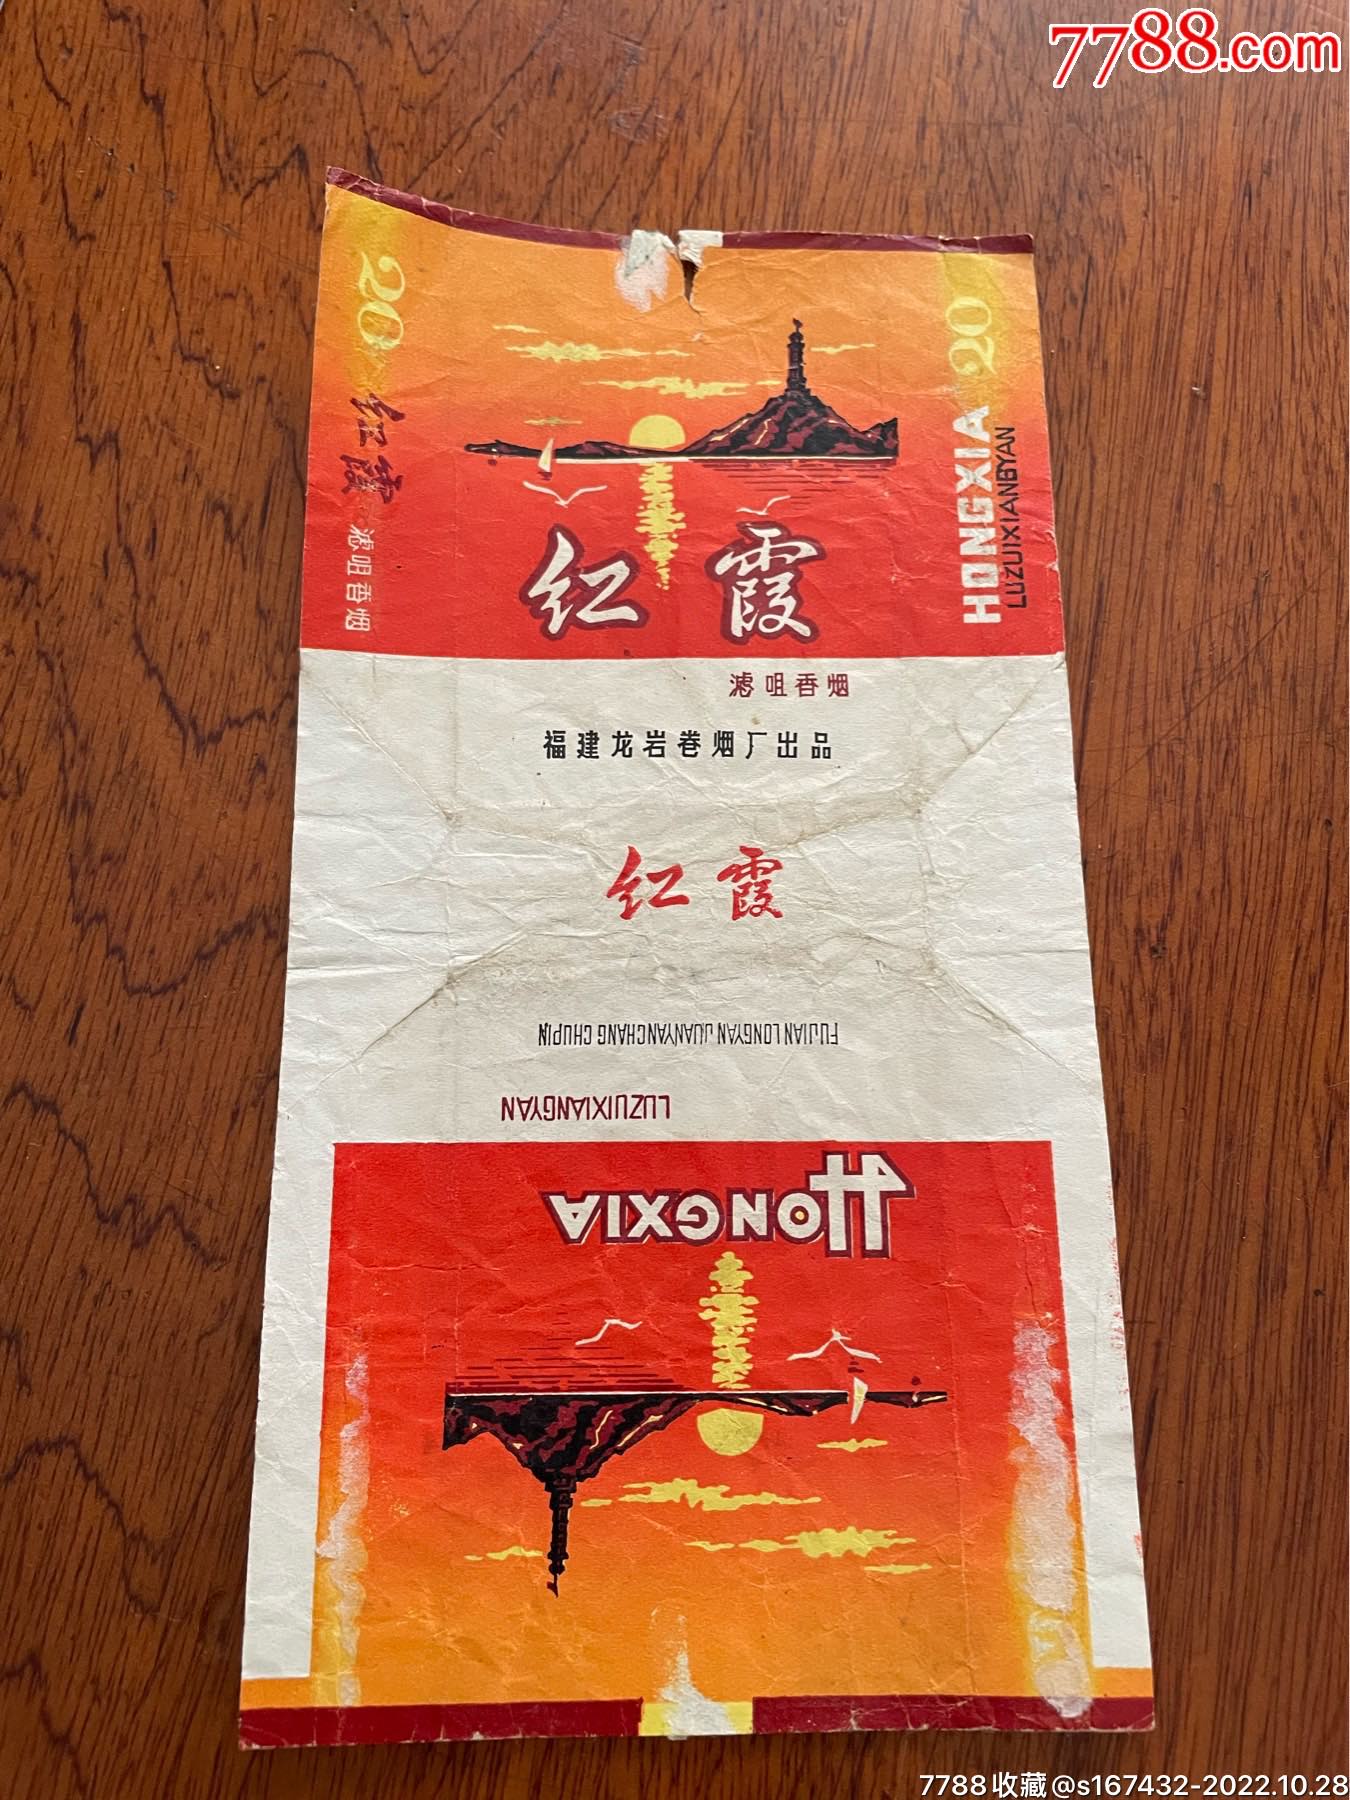 7788.com
20
红霞
滤咀香烟
20
HONGXIA
LUZUIXIANGYAN
红霞
滤咀香烟
福建龙岩卷烟厂出品
红霞
FUJIAN LONGYAN JUANYANCHANG CHUPIN
LUZUIXIANGYAN
HONGXIA
7788收藏@s167432-2022.10.28